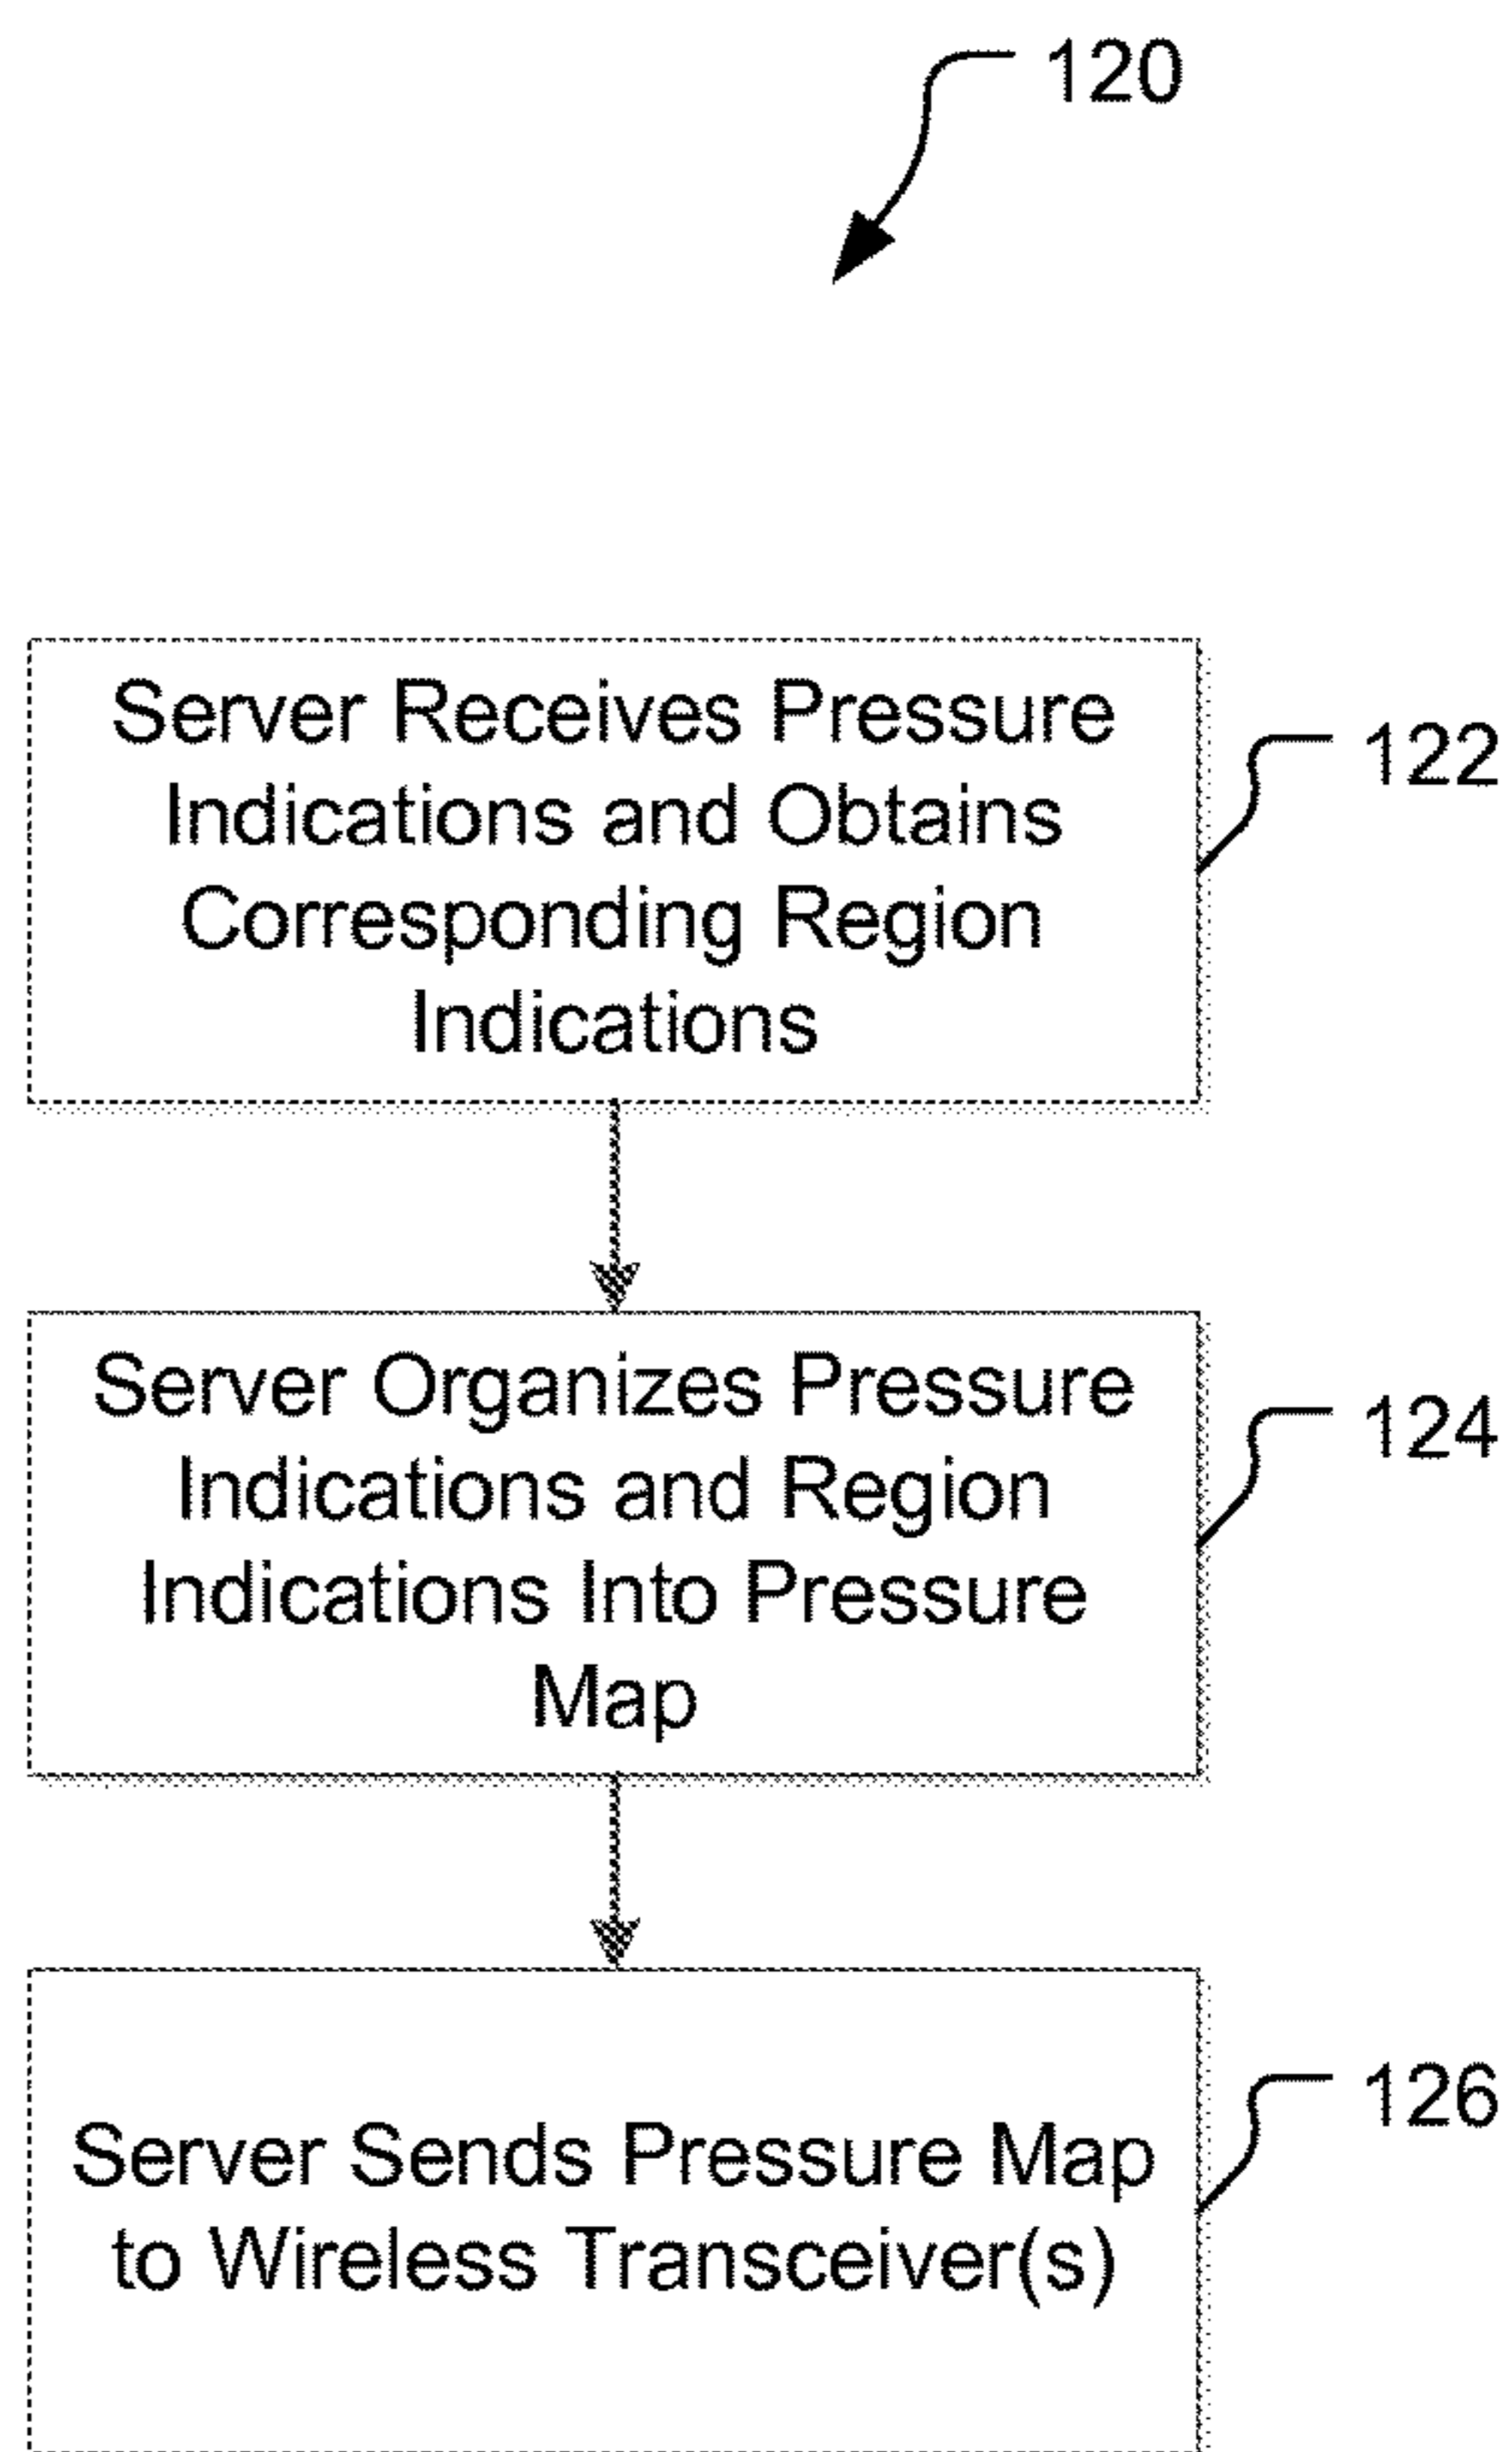 120
Server Receives Pressure
Indications and Obtains
Corresponding Region
Indications
122
Server Organizes Pressure
Indications and Region
Indications Into Pressure
Map
124
Server Sends Pressure Map
to Wireless Transceiver(s)
126